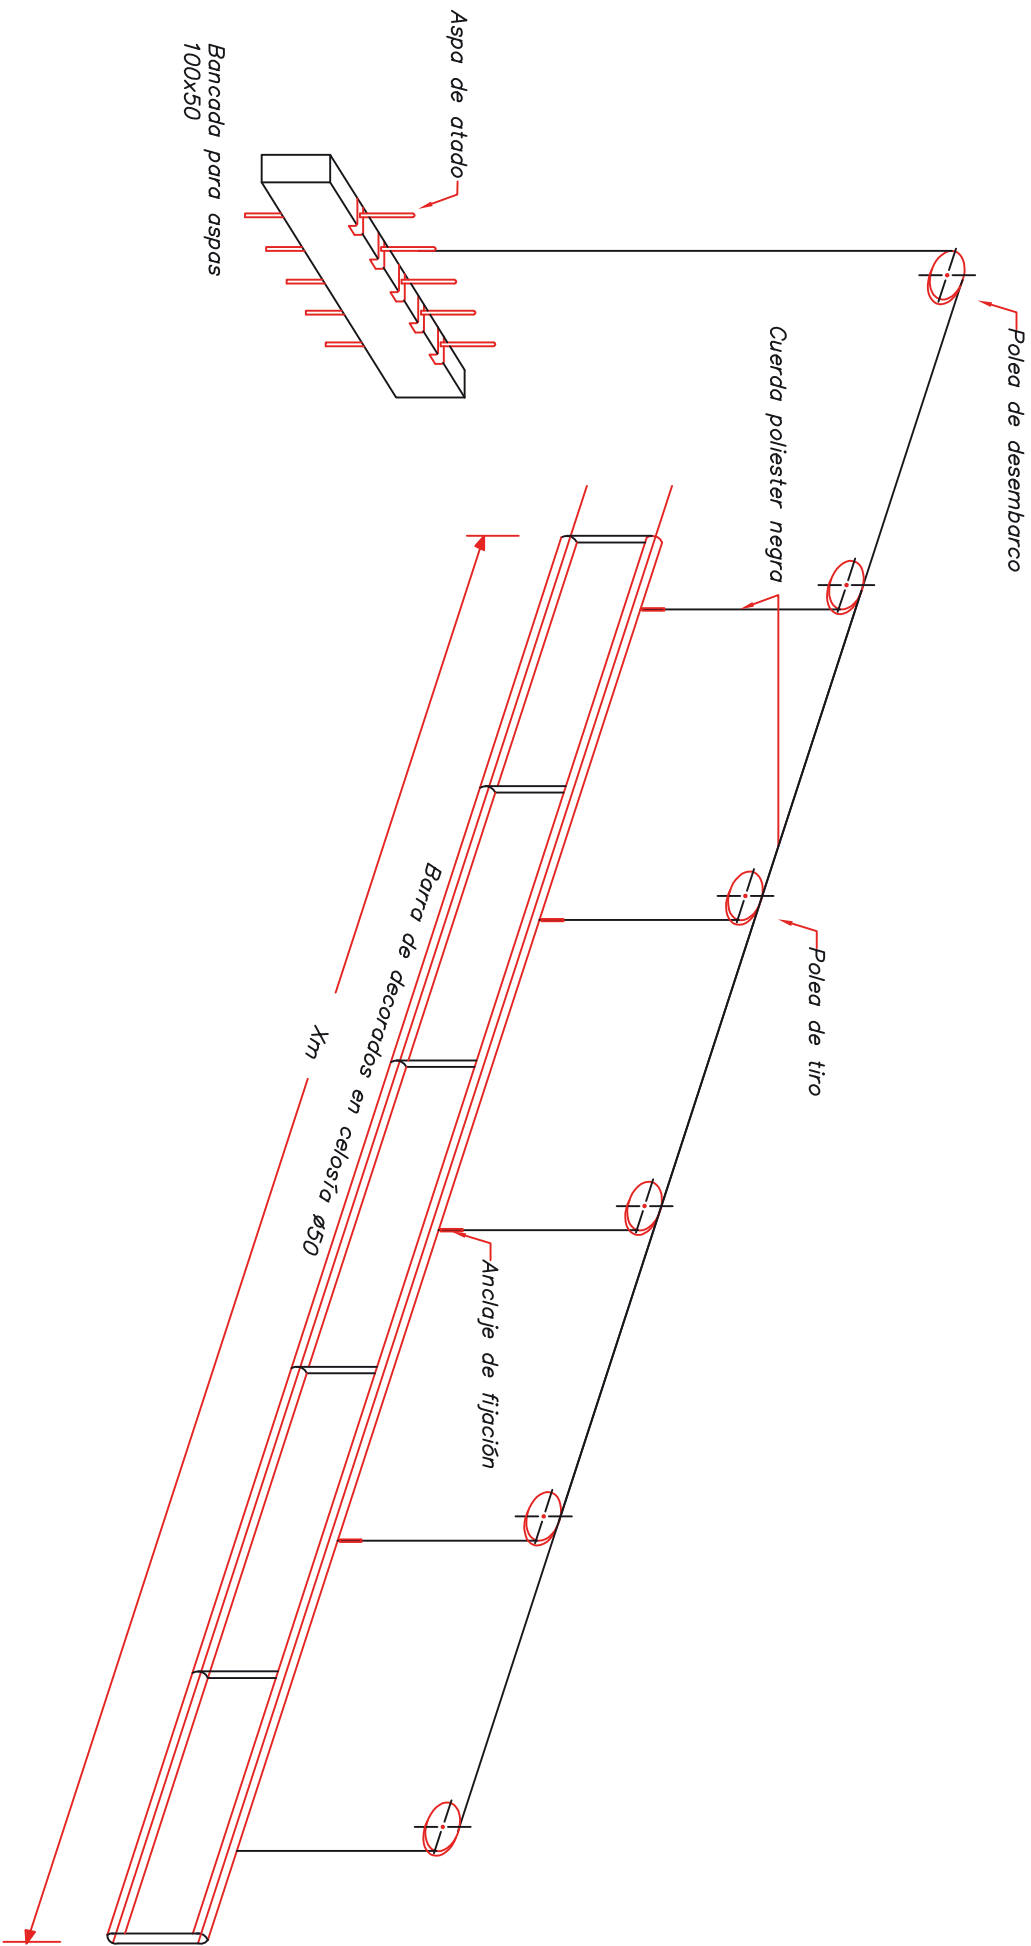 Polea de desembarco
Aspa de atado
Bancada para aspas
100x50
Cuerda poliester negra
Polea de tiro
Anclaje de fijación
Barra de decorados en celosía ø50
Xm